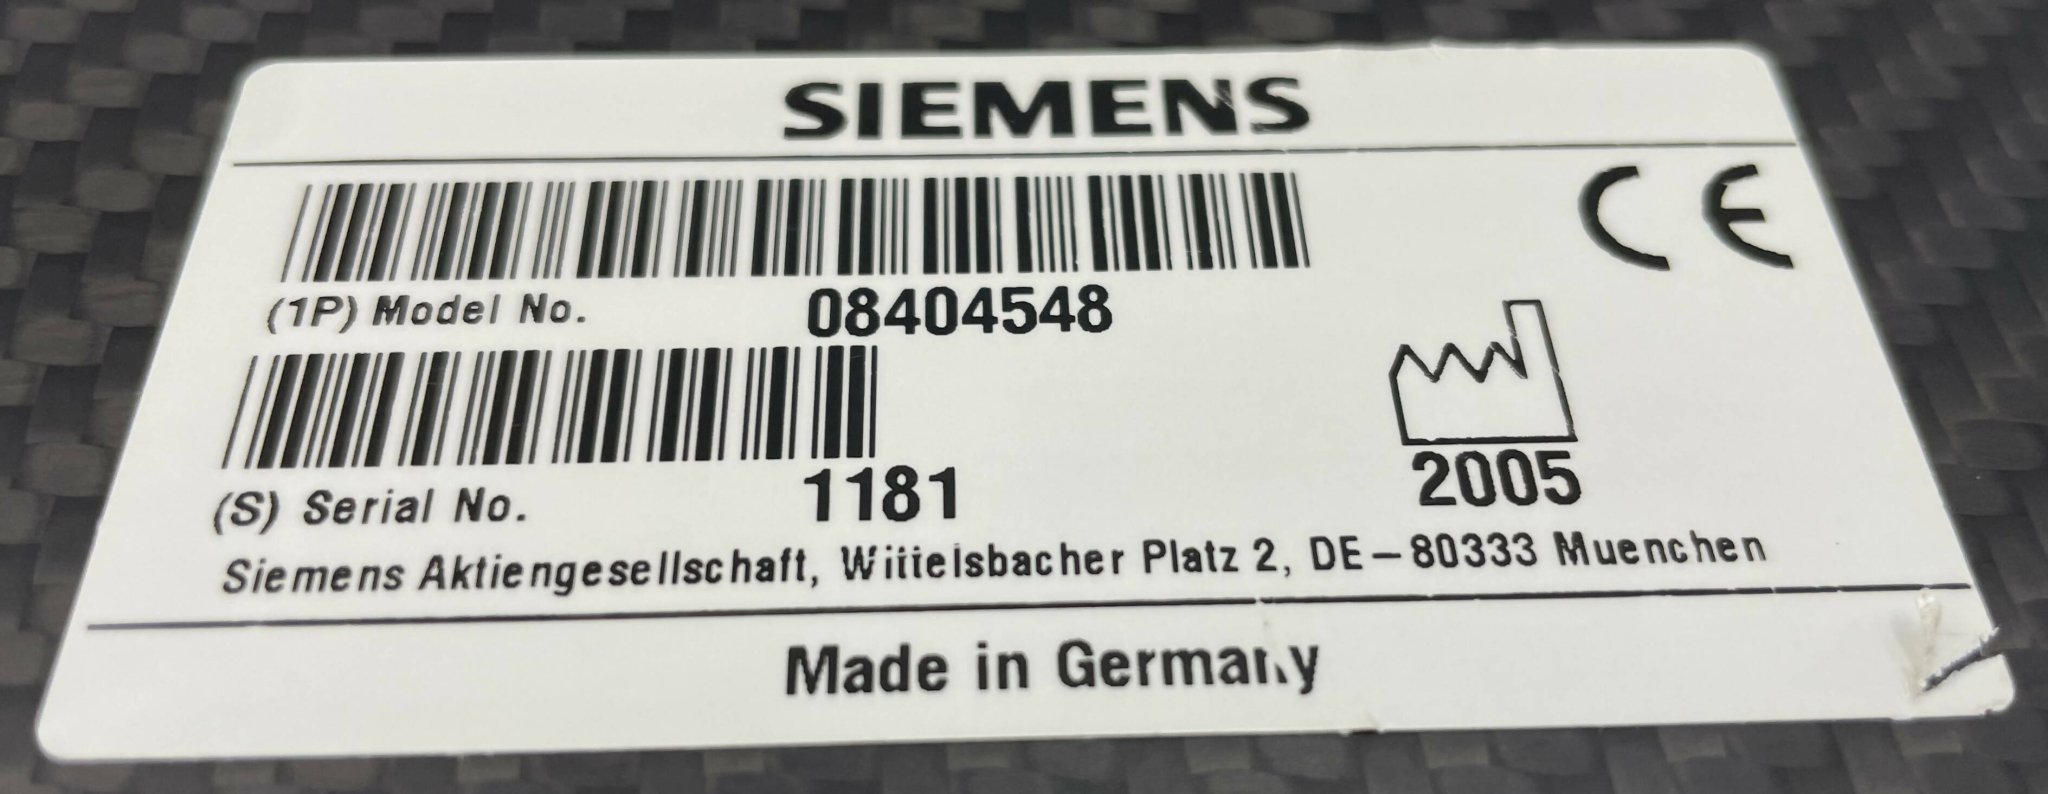 SIEMENS
CE
(1P) Model No. 08404548
(S) Serial No. 1181
2005
Siemens Aktiengesellschaft, Wittelsbacher Platz 2, DE-80333 Muenchen
Made in Germany